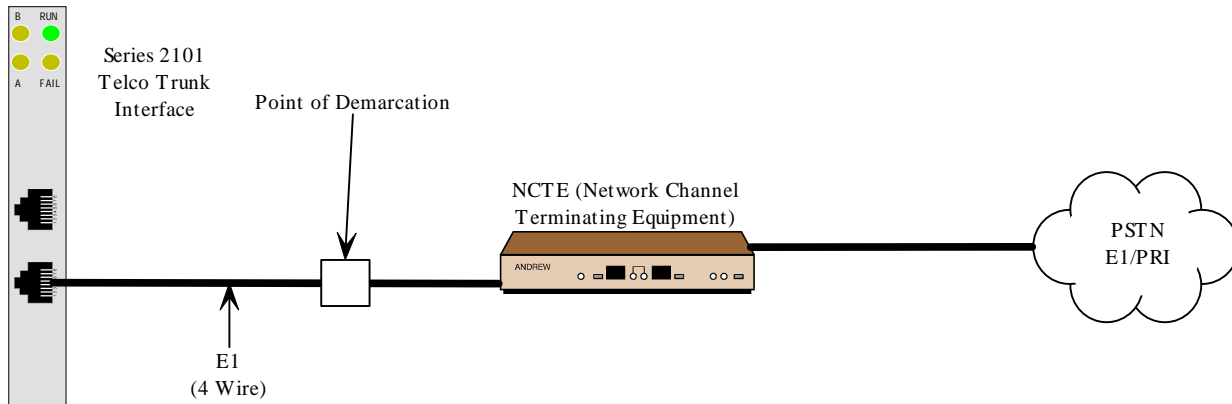 B RUN
A FAIL
Series 2101
Telco Trunk
Interface
Point of Demarcation
NCTE (Network Channel
Terminating Equipment)
ANDREW
PSTN
E1/PRI
E1
(4 Wire)